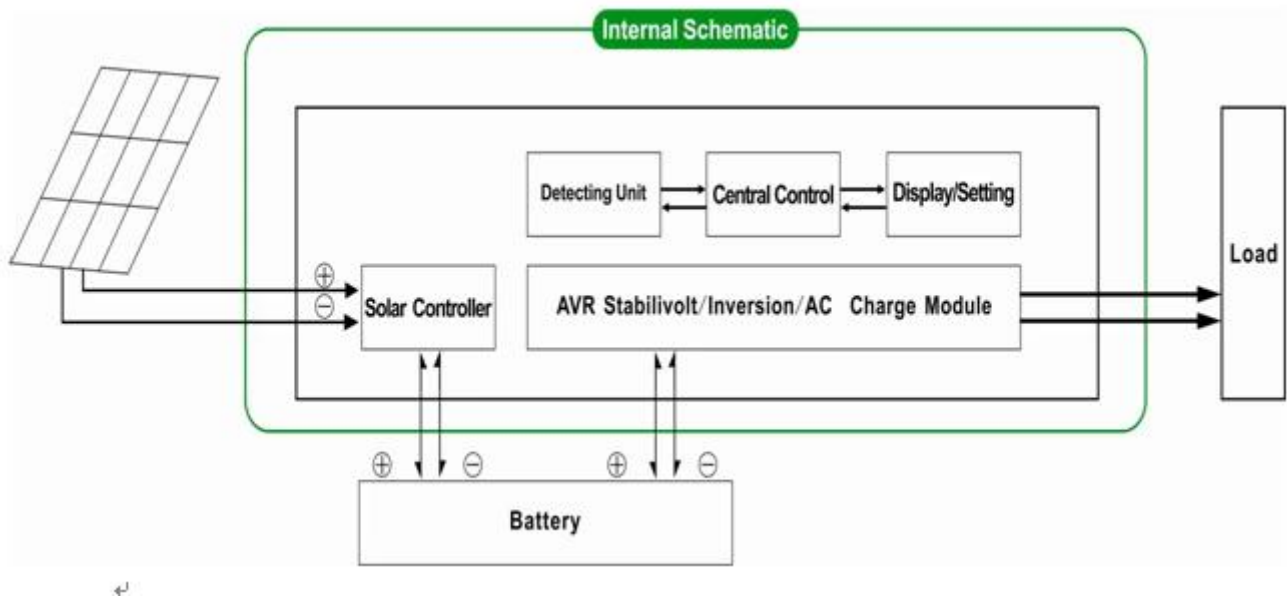 Internal Schematic
Detecting Unit
Central Control
Display/Setting
Load
⊕
⊖
Solar Controller
AVR Stabilivolt/Inversion/AC Charge Module
⊕ ⊖ ⊕ ⊖
Battery
↵